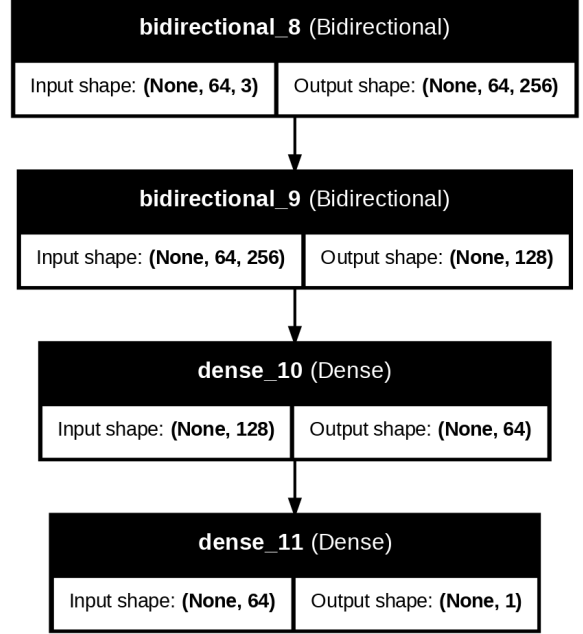 bidirectional_8 (Bidirectional)
Input shape: (None, 64, 3) Output shape: (None, 64, 256)
bidirectional_9 (Bidirectional)
Input shape: (None, 64, 256) Output shape: (None, 128)
dense_10 (Dense)
Input shape: (None, 128) Output shape: (None, 64)
dense_11 (Dense)
Input shape: (None, 64) Output shape: (None, 1)